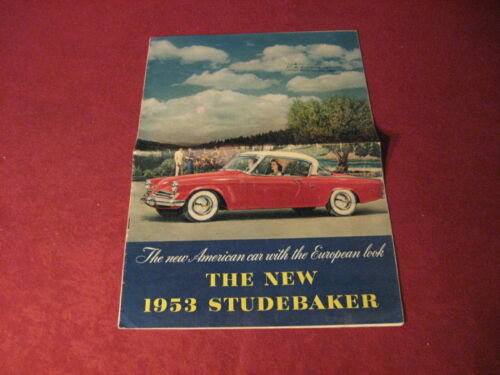 The new American car with the European look
THE NEW
1953 STUDEBAKER